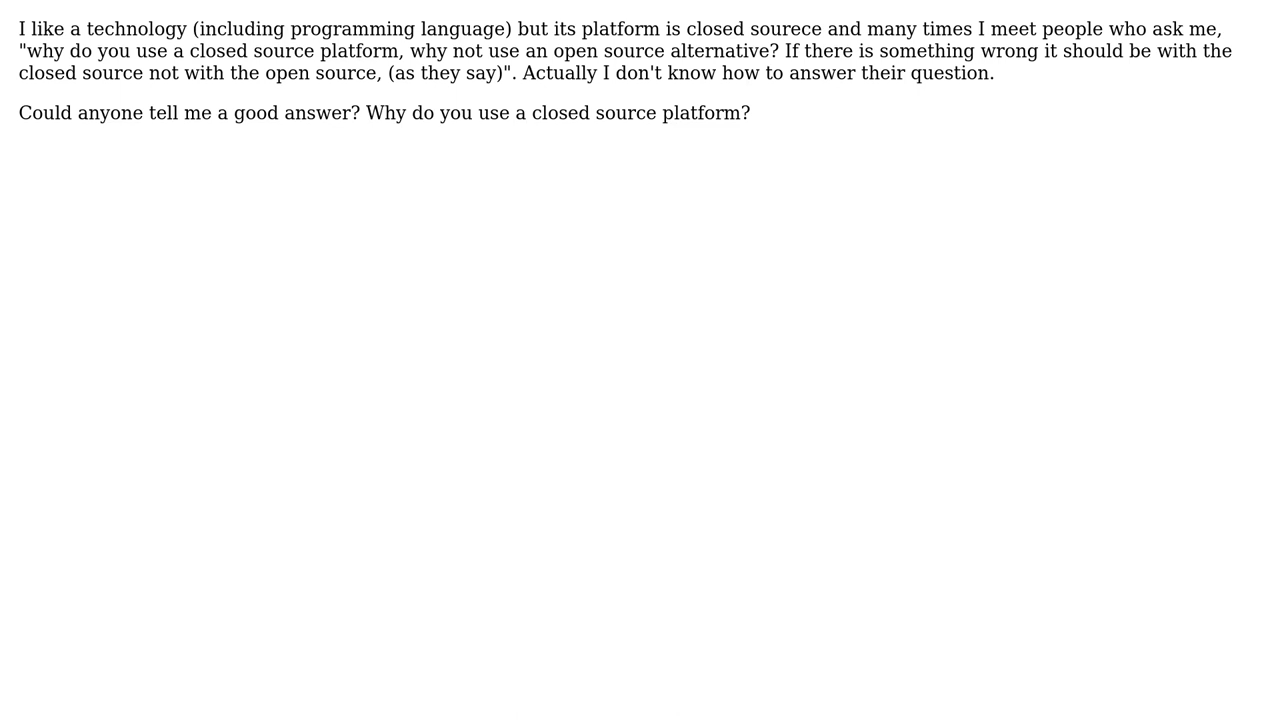 I like a technology (including programming language) but its platform is closed sourece and many times I meet people who ask me,
"why do you use a closed source platform, why not use an open source alternative? If there is something wrong it should be with the
closed source not with the open source, (as they say)". Actually I don't know how to answer their question.
Could anyone tell me a good answer? Why do you use a closed source platform?